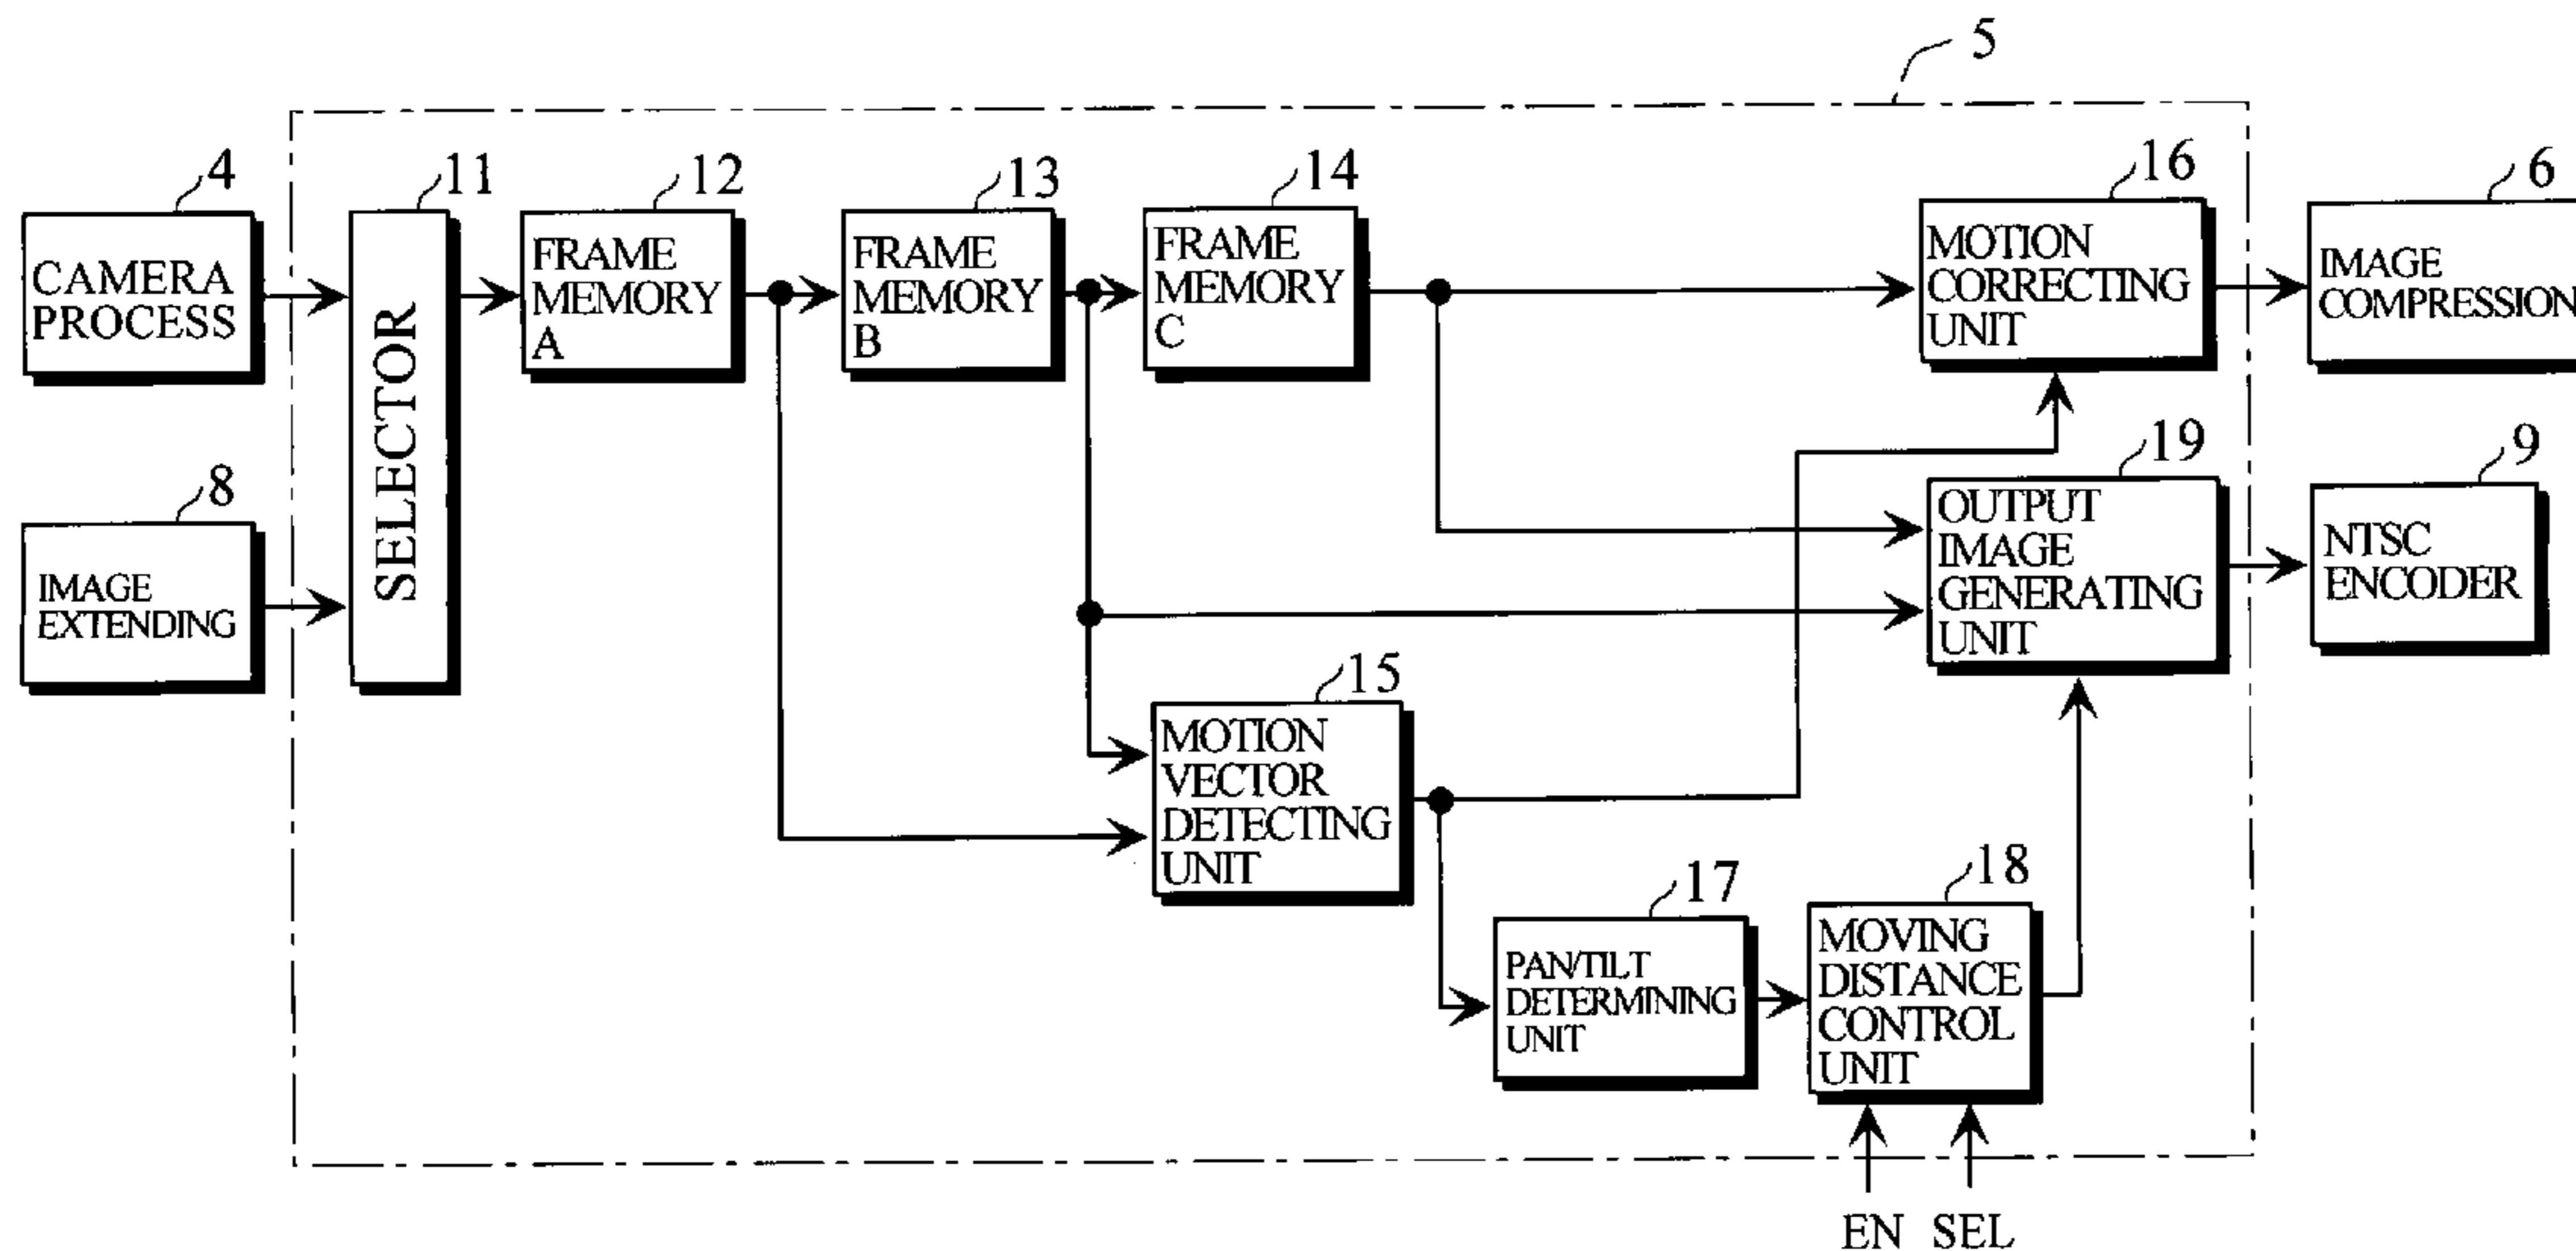 5
4
CAMERA
PROCESS
8
IMAGE
EXTENDING
11
SELECTOR
12
FRAME
MEMORY
A
13
FRAME
MEMORY
B
14
FRAME
MEMORY
C
16
MOTION
CORRECTING
UNIT
6
IMAGE
COMPRESSION
19
OUTPUT
IMAGE
GENERATING
UNIT
9
NTSC
ENCODER
15
MOTION
VECTOR
DETECTING
UNIT
17
PAN/TILT
DETERMINING
UNIT
18
MOVING
DISTANCE
CONTROL
UNIT
EN SEL